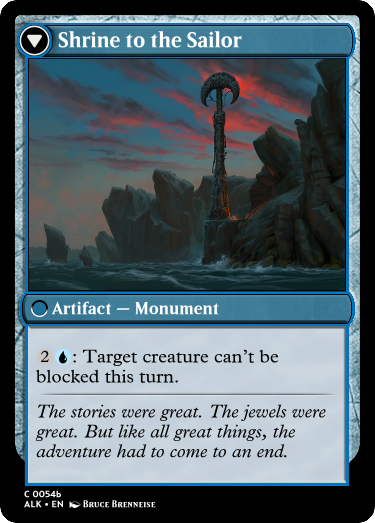 Shrine to the Sailor
Artifact — Monument
2 : Target creature can't be
blocked this turn.
The stories were great. The jewels were
great. But like all great things, the
adventure had to come to an end.
C 0054b
ALK • EN Bruce Brenneise